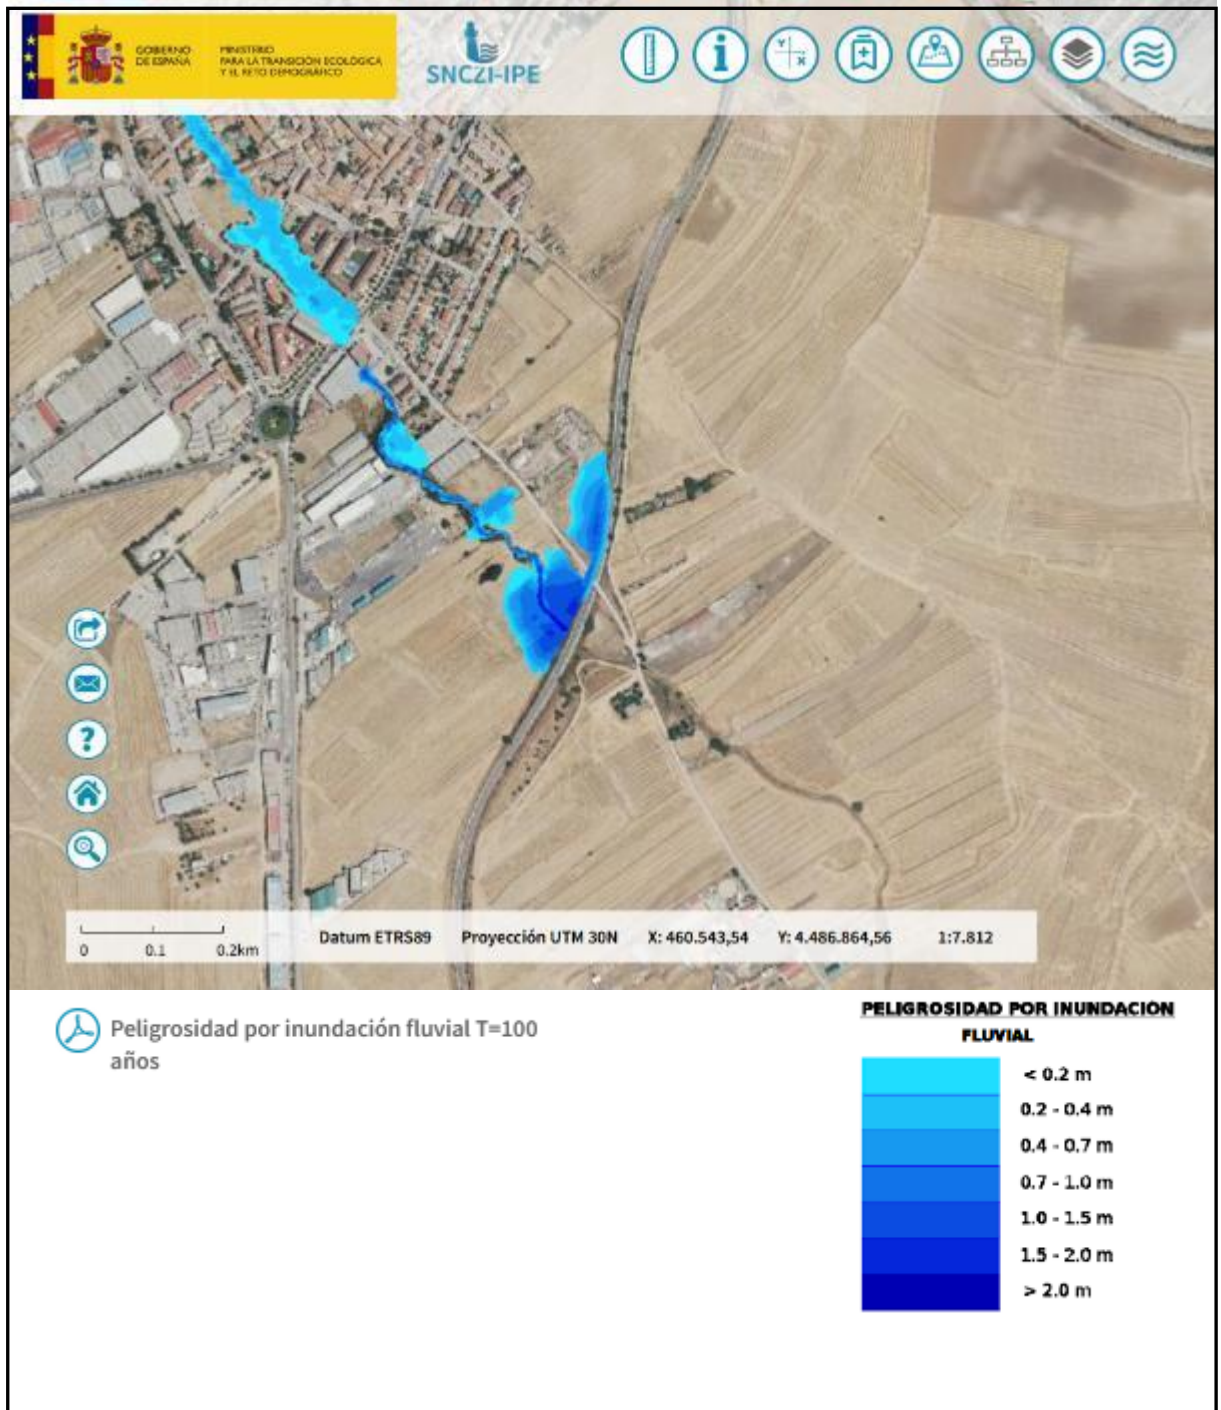 GOBIERNO
DE ESPAÑA
MINISTERIO
PARA LA TRANSICIÓN ECOLÓGICA
Y EL RETO DEMOGRÁFICO
SNCZI-IPE
0 0.1 0.2km
Datum ETRS89 Proyección UTM 30N X: 460.543,54 Y: 4.486.864,56 1:7.812
Peligrosidad por inundación fluvial T=100
años
PELIGROSIDAD POR INUNDACIÓN
FLUVIAL
< 0.2 m
0.2 - 0.4 m
0.4 - 0.7 m
0.7 - 1.0 m
1.0 - 1.5 m
1.5 - 2.0 m
> 2.0 m